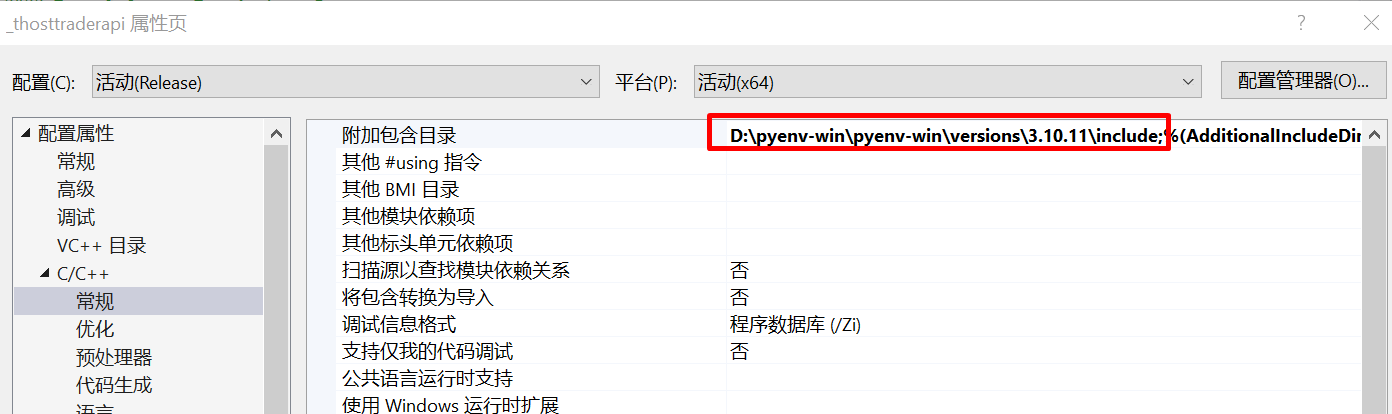 _thosttraderapi 属性页
配置(C): 活动(Release) 平台(P): 活动(x64) 配置管理器(O)...
配置属性
常规
高级
调试
VC++ 目录
C/C++
常规
优化
预处理器
代码生成
语言
附加包含目录 D:\pyenv-win\pyenv-win\versions\3.10.11\include;%(AdditionalIncludeDir
其他 #using 指令
其他 BMI 目录
其他模块依赖项
其他标头单元依赖项
扫描源以查找模块依赖关系 否
将包含转换为导入 否
调试信息格式 程序数据库 (/Zi)
支持仅我的代码调试 否
公共语言运行时支持
使用 Windows 运行时扩展